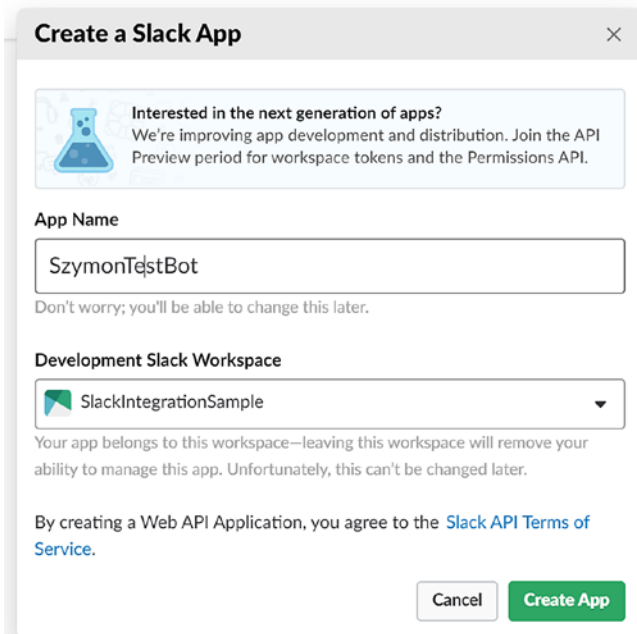 Create a Slack App
Interested in the next generation of apps?
We're improving app development and distribution. Join the API
Preview period for workspace tokens and the Permissions API.
App Name
SzymonTestBot
Don't worry; you'll be able to change this later.
Development Slack Workspace
SlackIntegrationSample
Your app belongs to this workspace—leaving this workspace will remove your
ability to manage this app. Unfortunately, this can't be changed later.
By creating a Web API Application, you agree to the Slack API Terms of
Service.
Cancel
Create App